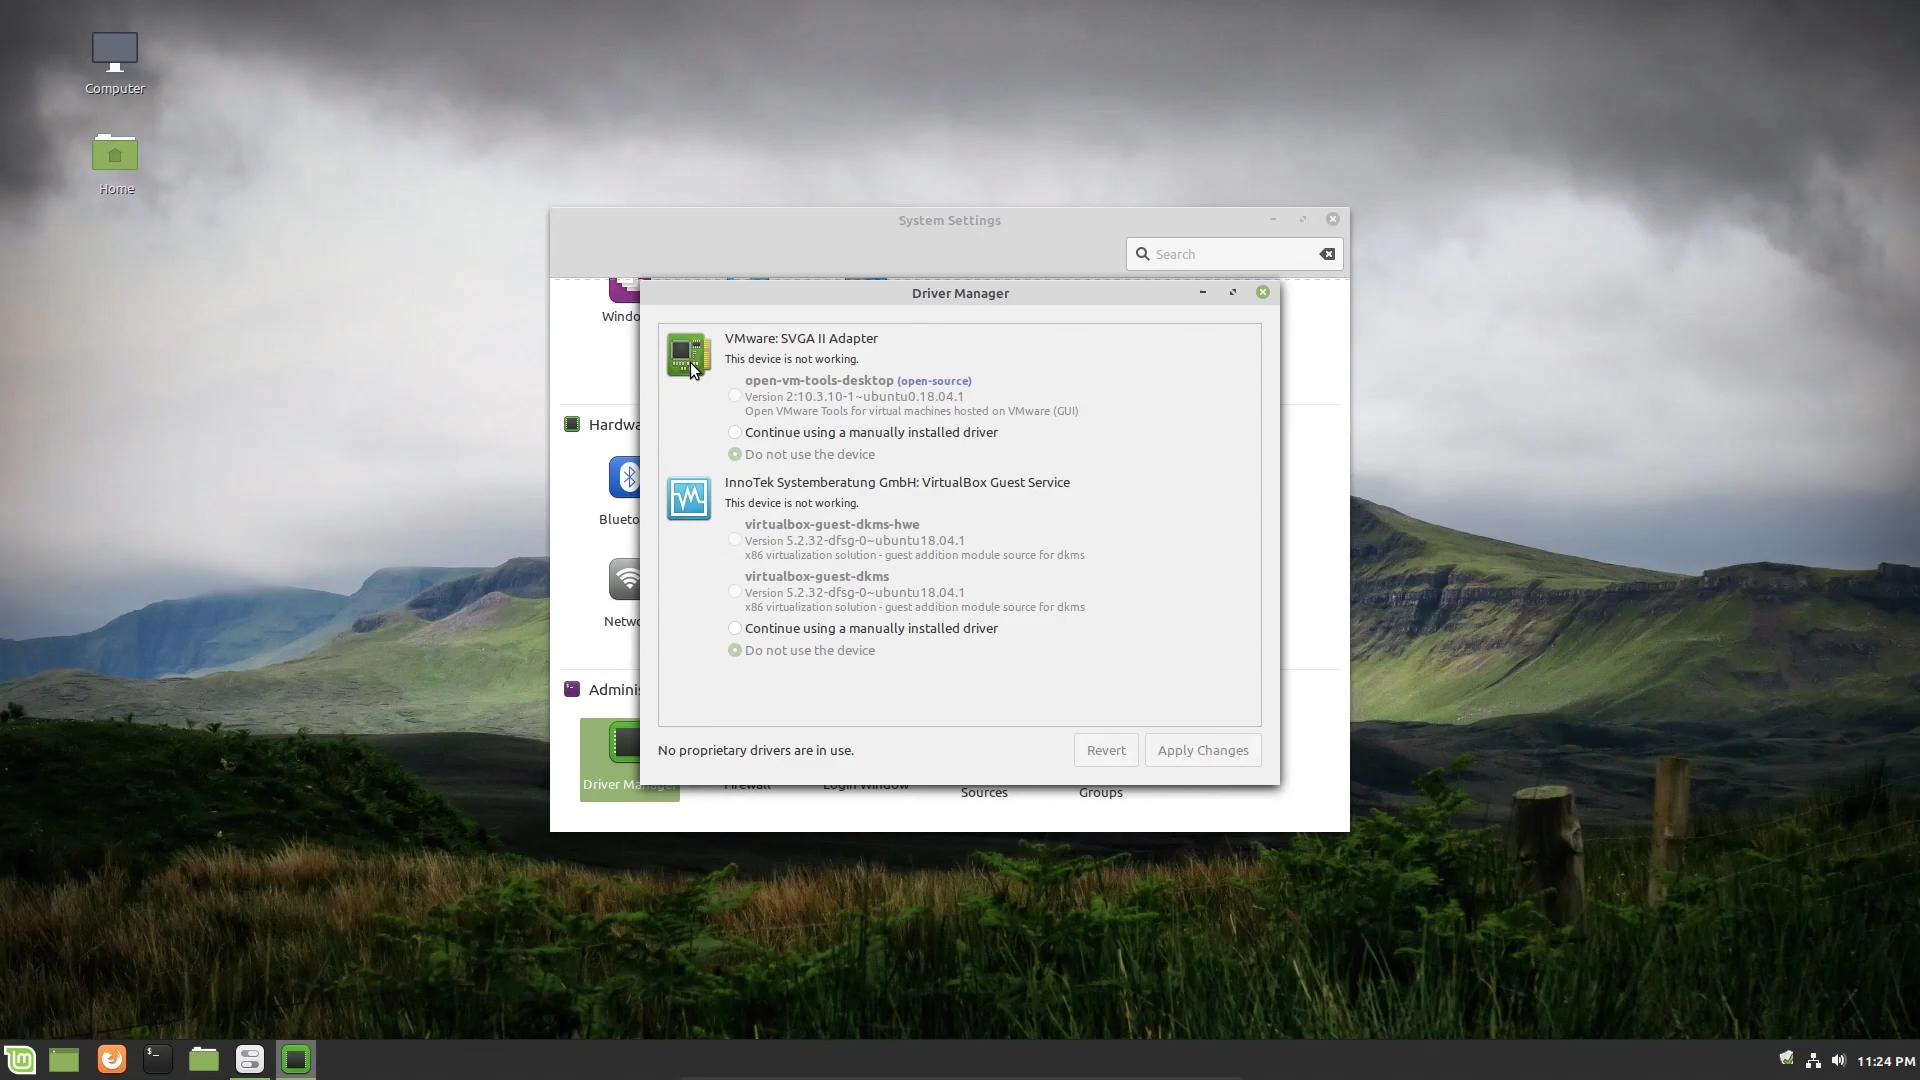 Computer
Home
System Settings
Search
Windo
Driver Manager
VMware: SVGA II Adapter
This device is not working.
open-vm-tools-desktop (open-source)
Version 2:10.3.10-1~ubuntu0.18.04.1
Open VMware Tools for virtual machines hosted on VMware (GUI)
Continue using a manually installed driver
Do not use the device
Hardwa
InnoTek Systemberatung GmbH: VirtualBox Guest Service
This device is not working.
Blueto
virtualbox-guest-dkms-hwe
Version 5.2.32-dfsg-0~ubuntu18.04.1
x86 virtualization solution - guest addition module source for dkms
virtualbox-guest-dkms
Version 5.2.32-dfsg-0~ubuntu18.04.1
x86 virtualization solution - guest addition module source for dkms
Netwo
Continue using a manually installed driver
Do not use the device
Adminis
No proprietary drivers are in use.
Revert
Apply Changes
Driver Manager
Firewall
Login Window
Sources
Groups
11:24 PM